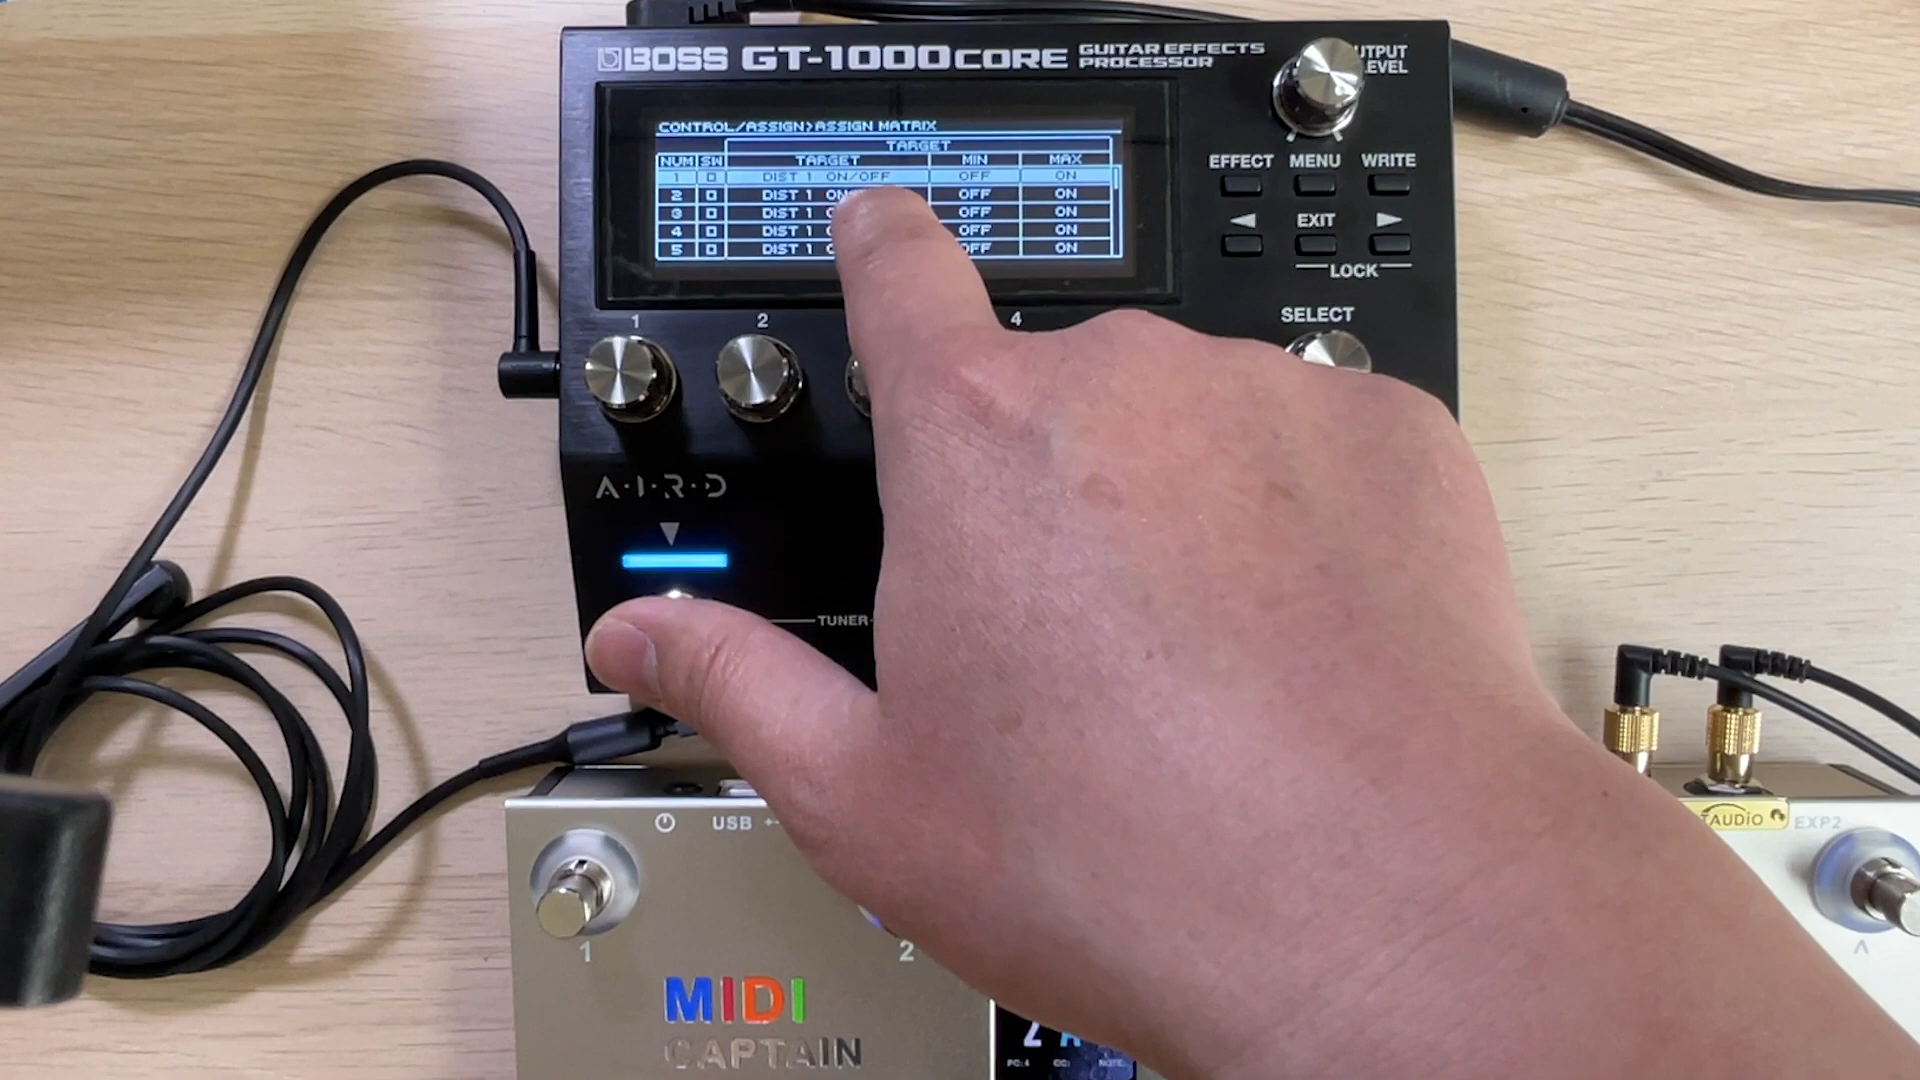 BOSS GT-1000CORE GUITAR EFFECTS PROCESSOR
CONTROL/ASSIGN>ASSIGN MATRIX
TARGET
NUM SW TARGET MIN MAX
1 DIST 1 ON/OFF OFF ON
2 DIST 1 OFF ON
3 DIST 1 OFF ON
4 DIST 1 OFF ON
5 DIST 1 OFF ON
EFFECT MENU WRITE
EXIT
LOCK
1 2 4
SELECT
A·I·R·D
TUNER
USB
1 2
MIDI
CAPTAIN
EXP2